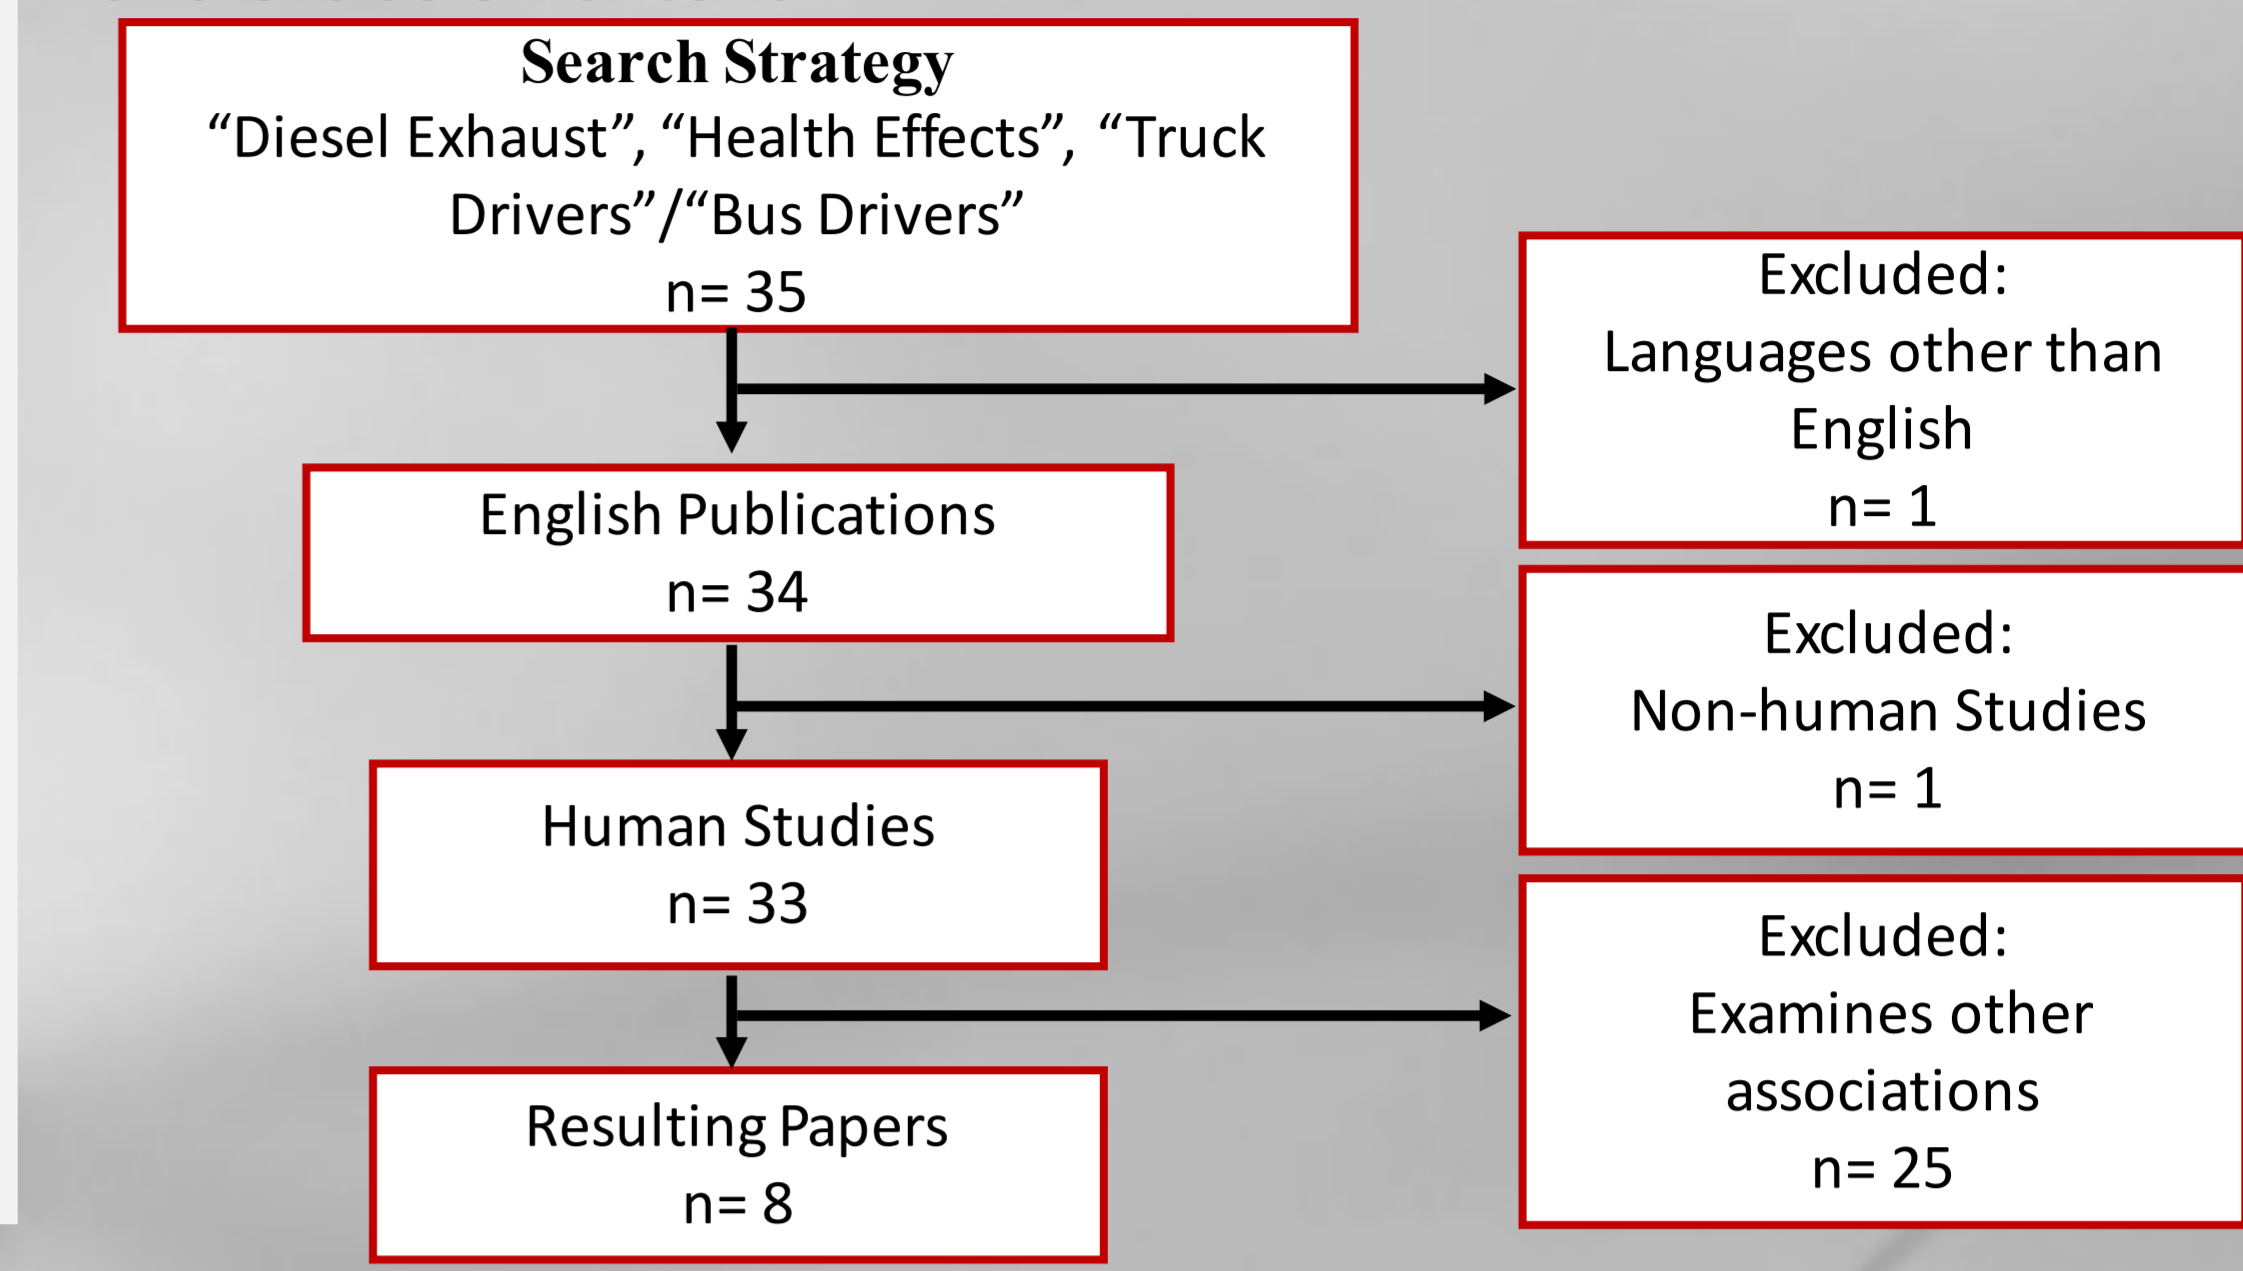 Search Strategy
“Diesel Exhaust”, “Health Effects”, “Truck
Drivers”/“Bus Drivers”
n= 35
Excluded:
Languages other than
English
n= 1
English Publications
n= 34
Excluded:
Non-human Studies
n= 1
Human Studies
n= 33
Excluded:
Examines other
associations
n= 25
Resulting Papers
n= 8